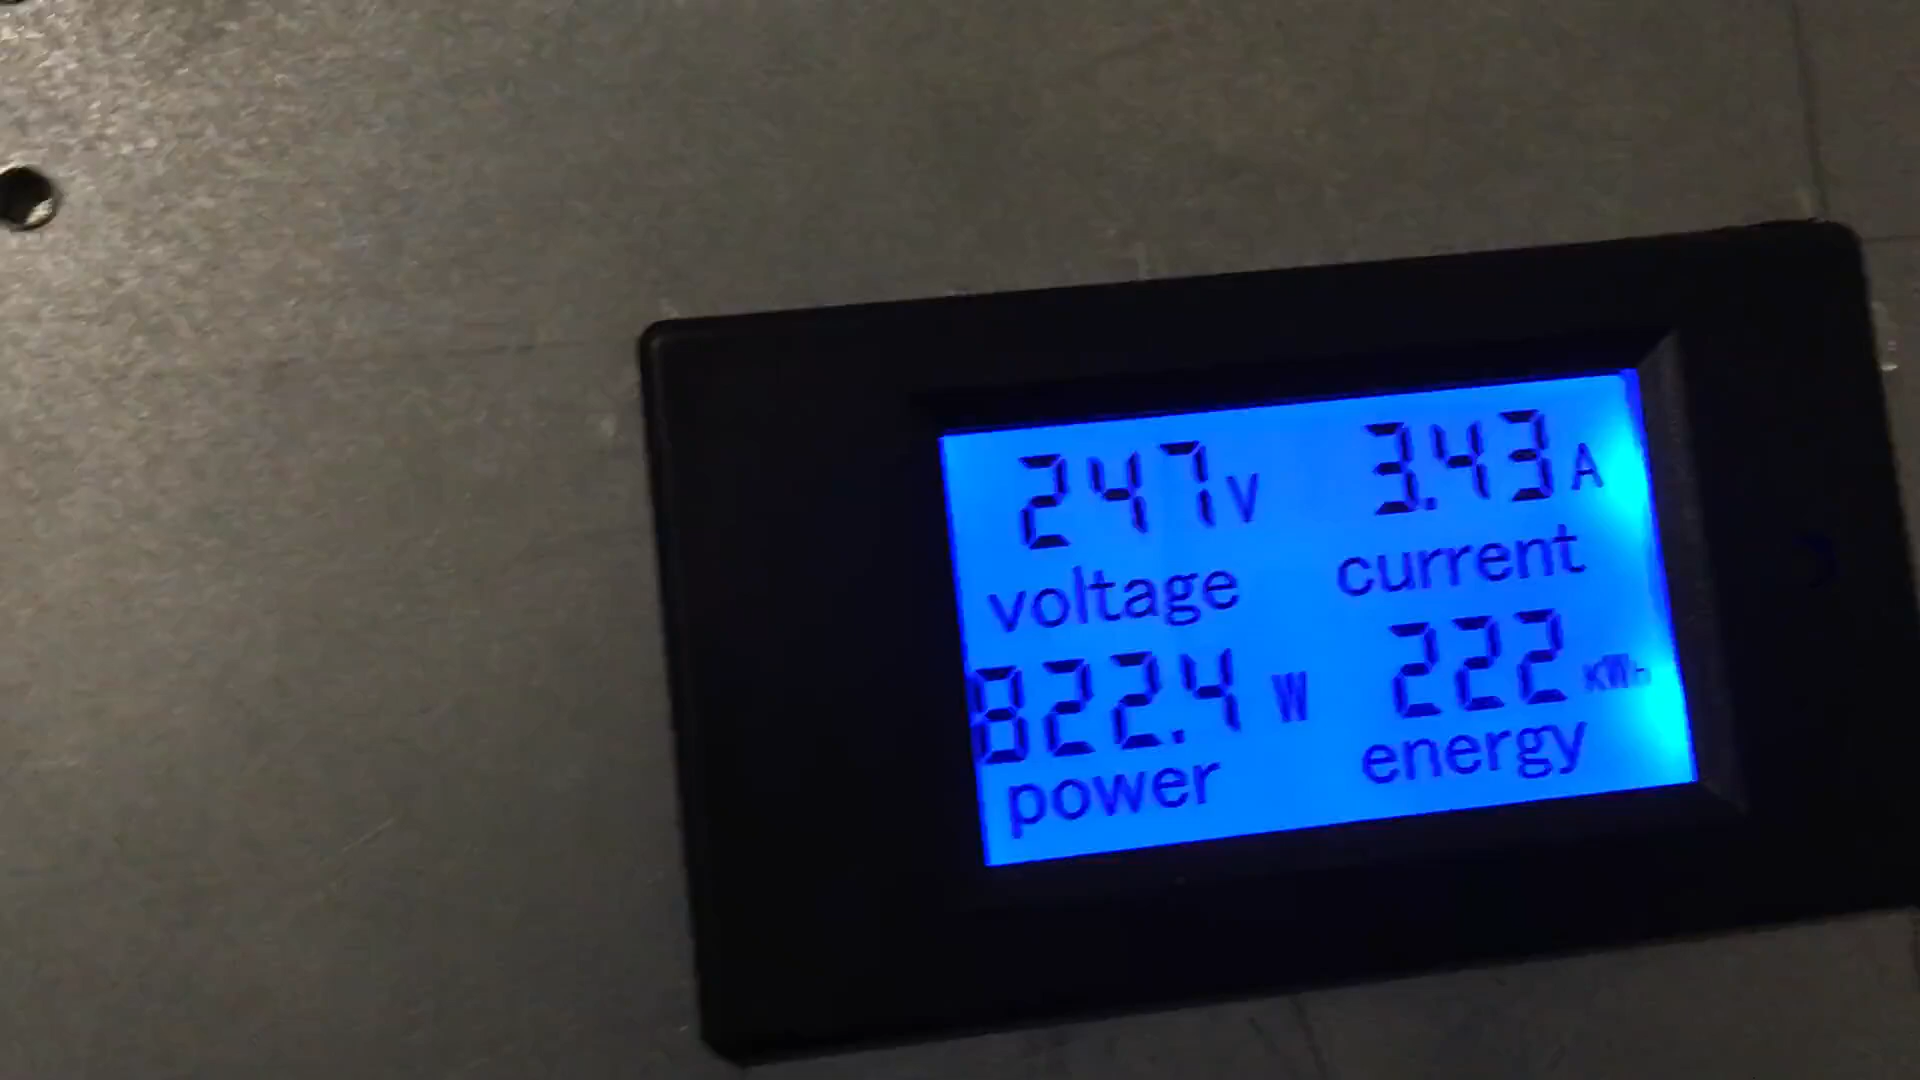 247V 3.43A
voltage current
822.4 W 222 kWh
power energy